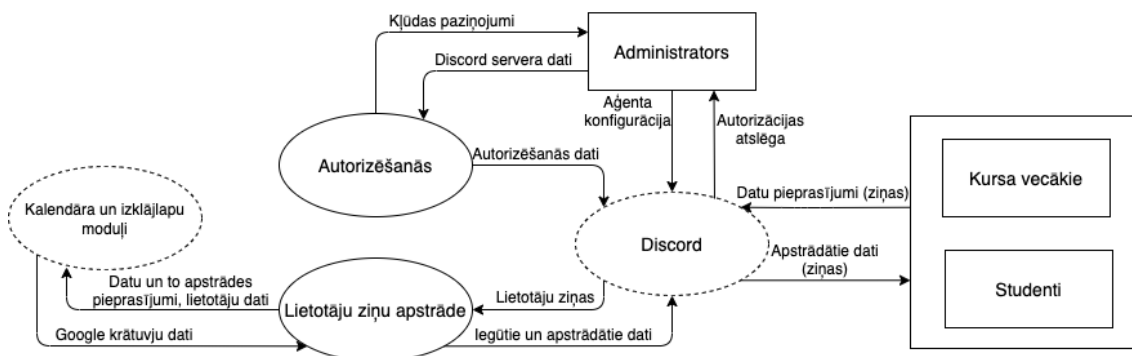 Kļūdas paziņojumi
Administrators
Discord servera dati
Aģenta
konfigurācija
Autorizācijas
atslēga
Autorizēšanās
Autorizēšanās dati
Kursa vecākie
Datu pieprasījumi (ziņas)
Kalendāra un izklājlapu
moduļi
Discord
Apstrādātie dati
(ziņas)
Studenti
Datu un to apstrādes
pieprasījumi, lietotāju dati
Lietotāju ziņu apstrāde
Lietotāju ziņas
Google krātuvju dati
Iegūtie un apstrādātie dati